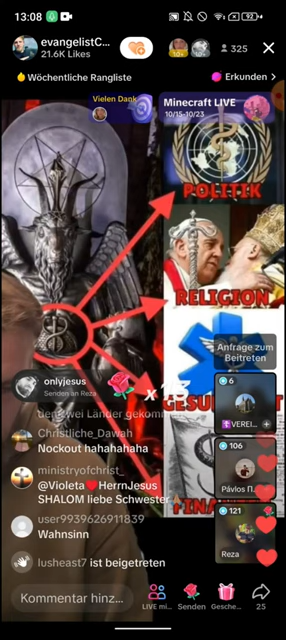 13:08
92
evangelistC...
21.6K Likes
325
Wöchentliche Rangliste
Erkunden >
Vielen Dank
Minecraft LIVE
10/15-10/23
POLITIK
RELIGION
Anfrage zum
Beitreten
onlyjesus
Senden an Reza
x 13
6
VEREI...
Christliche_Dawah
Nockout hahahahaha
106
Pávlos Π...
ministryofchrist_
@Violeta❤️HerrnJesus
SHALOM liebe Schwester
121
user9939626911839
Wahnsinn
Reza
lusheast7 ist beigetreten
Kommentar hinz...
LIVE mi...
Senden
Gesche...
25